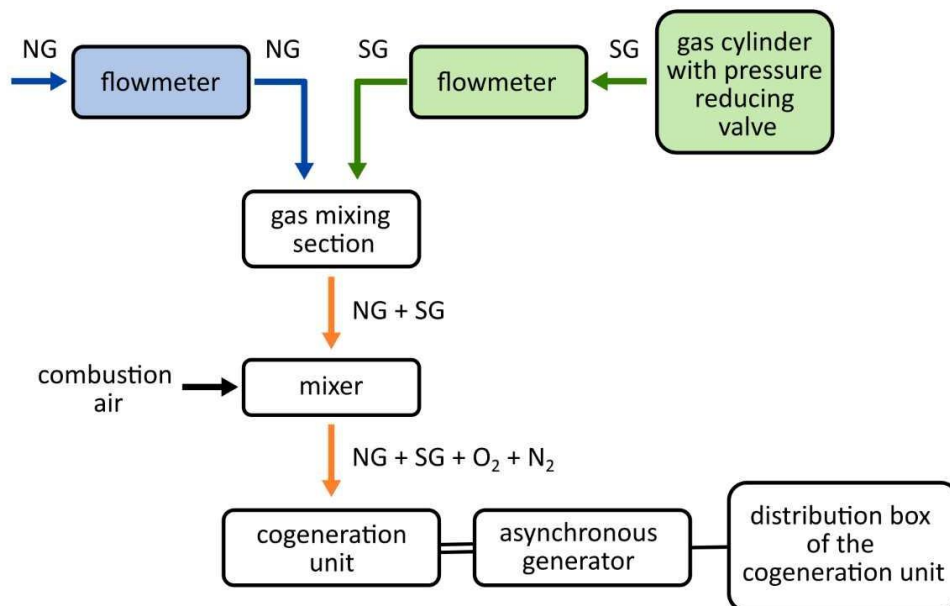 NG
flowmeter
NG
SG
flowmeter
SG
gas cylinder
with pressure
reducing
valve
gas mixing
section
NG + SG
combustion
air
mixer
NG + SG + O₂ + N₂
cogeneration
unit
asynchronous
generator
distribution box
of the
cogeneration unit